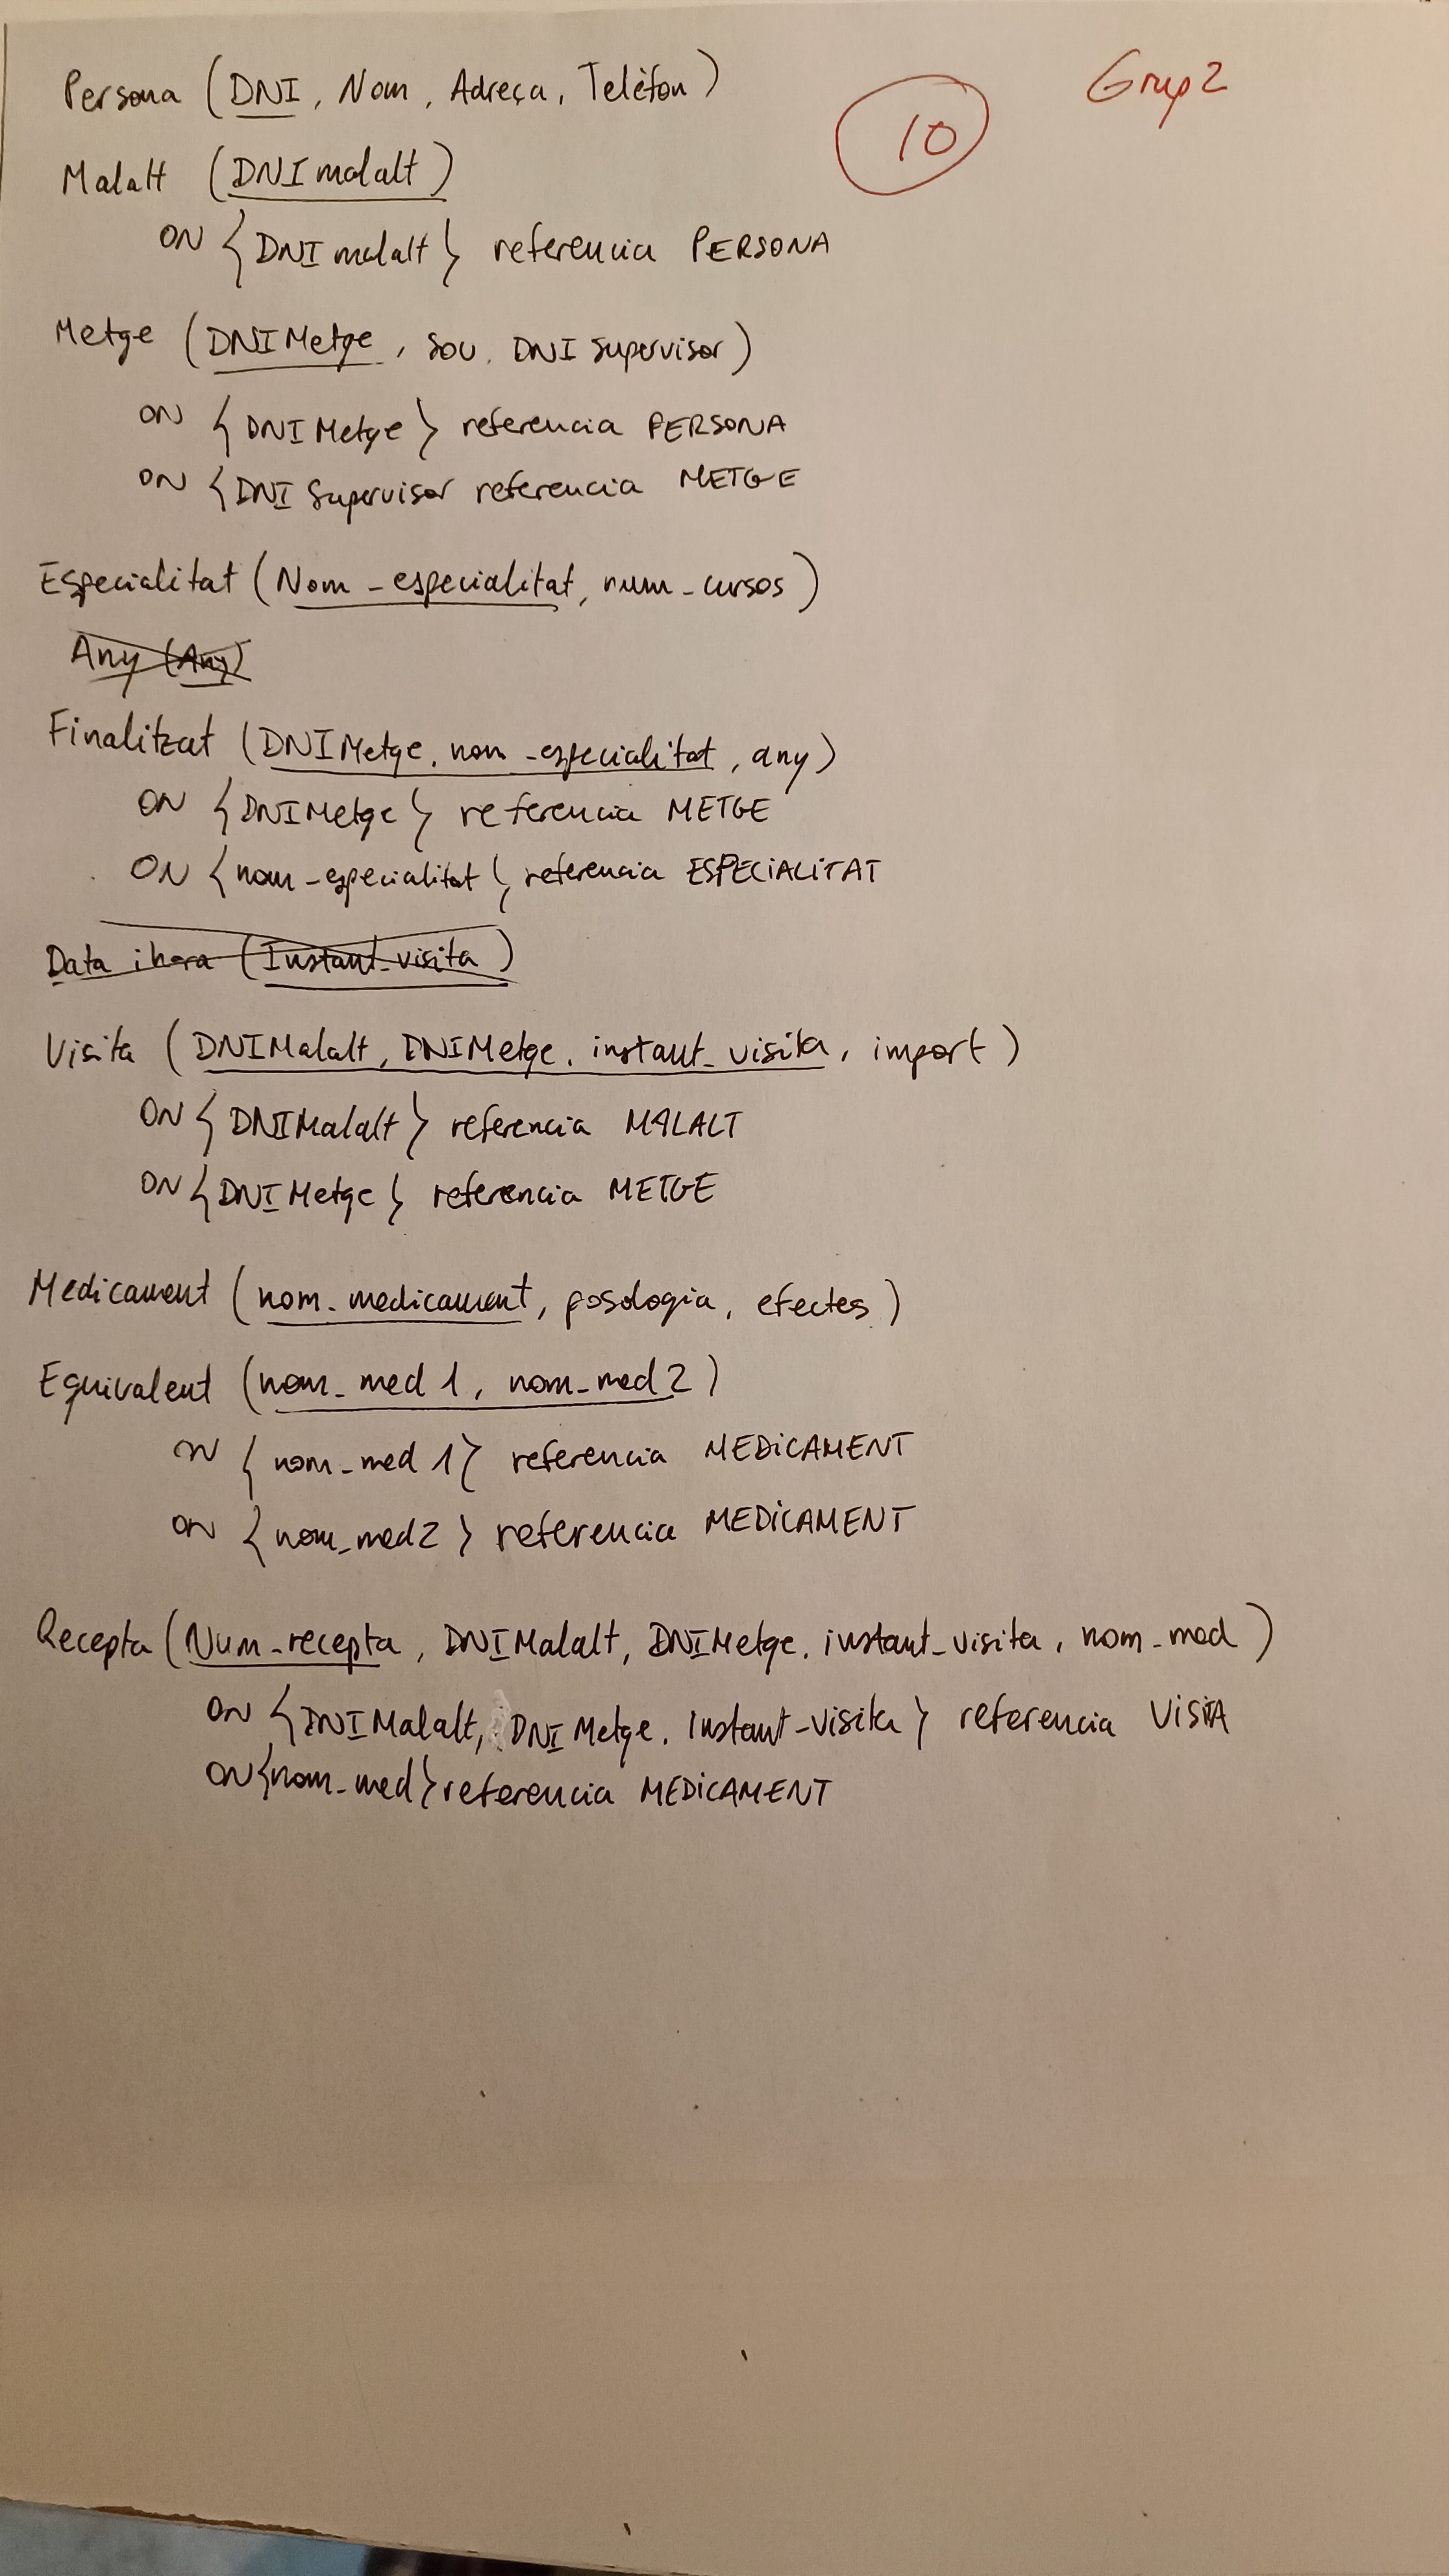 Grup 2
10
Persona (DNI, Nom, Adreça, Telèfon)
Malalt (DNI malalt)
ON {DNI malalt} referencia PERSONA
Metge (DNI Metge, sou, DNI Supervisor)
ON {DNI Metge} referencia PERSONA
ON {DNI Supervisor referencia METGE
Especialitat (Nom_especialitat, num_cursos)
Any (Any)
Finalitzat (DNI Metge, nom_especialitat, any)
ON {DNI Metge} referencia METGE
ON {nom_especialitat} referencia ESPECIALITAT
Data i hora (Instant_visita)
Visita (DNI Malalt, DNI Metge, instant_visita, import)
ON {DNI Malalt} referencia MALALT
ON {DNI Metge} referencia METGE
Medicament (nom_medicament, posologia, efectes)
Equivalent (nom_med 1, nom_med 2)
ON {nom_med 1} referencia MEDICAMENT
ON {nom_med 2} referencia MEDICAMENT
Recepta (Num_recepta, DNI Malalt, DNI Metge, instant_visita, nom_med)
ON {DNI Malalt, DNI Metge, Instant_visita} referencia VISITA
ON {nom_med} referencia MEDICAMENT